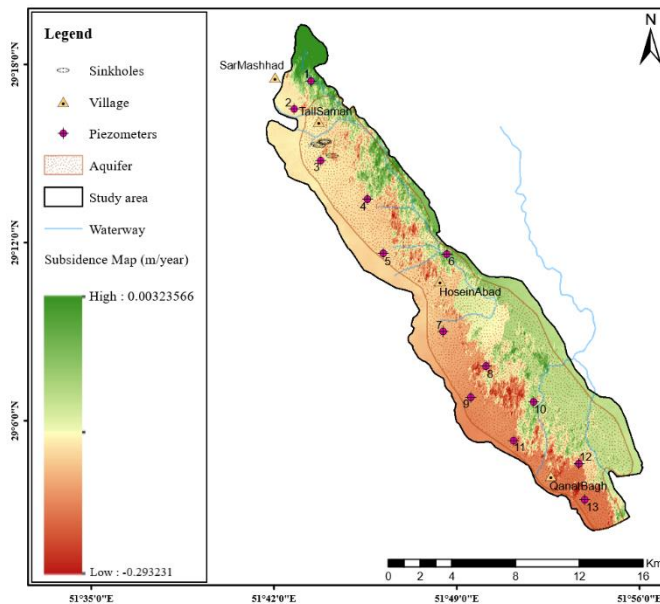 Legend
Sinkholes
Village
Piezometers
Aquifer
Study area
Waterway
Subsidence Map (m/year)
High : 0.00323566
Low : -0.293231
N
SarMashhad
1
2
TallSaman
3
4
5
6
HoseinAbad
7
8
9
10
11
12
QanatBagh
13
0 2 4 8 12 16 Km
29°18'0"N
29°12'0"N
29°6'0"N
51°35'0"E 51°42'0"E 51°49'0"E 51°56'0"E